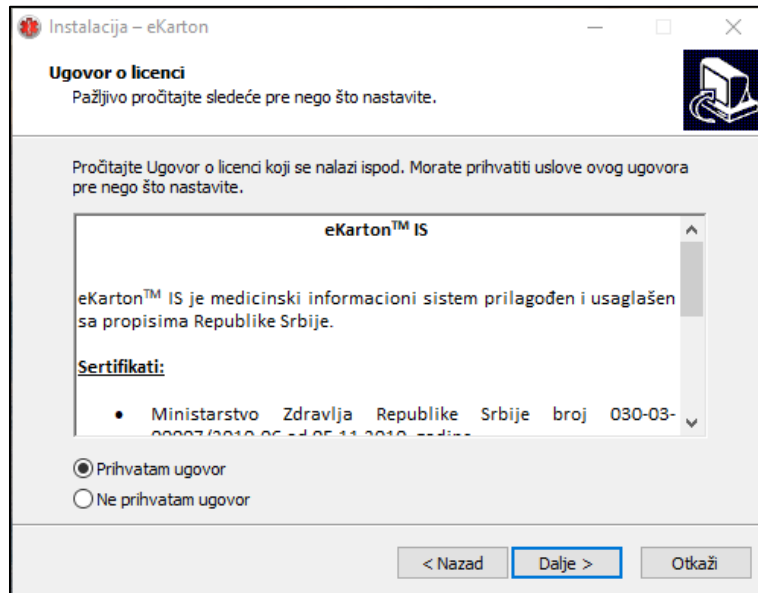 Instalacija – eKarton
Ugovor o licenci
Pažljivo pročitajte sledeće pre nego što nastavite.
Pročitajte Ugovor o licenci koji se nalazi ispod. Morate prihvatiti uslove ovog ugovora
pre nego što nastavite.
eKarton™ IS
eKarton™ IS je medicinski informacioni sistem prilagođen i usaglašen
sa propisima Republike Srbije.
Sertifikati:
• Ministarstvo Zdravlja Republike Srbije broj 030-03-
Prihvatam ugovor
Ne prihvatam ugovor
< Nazad Dalje > Otkaži